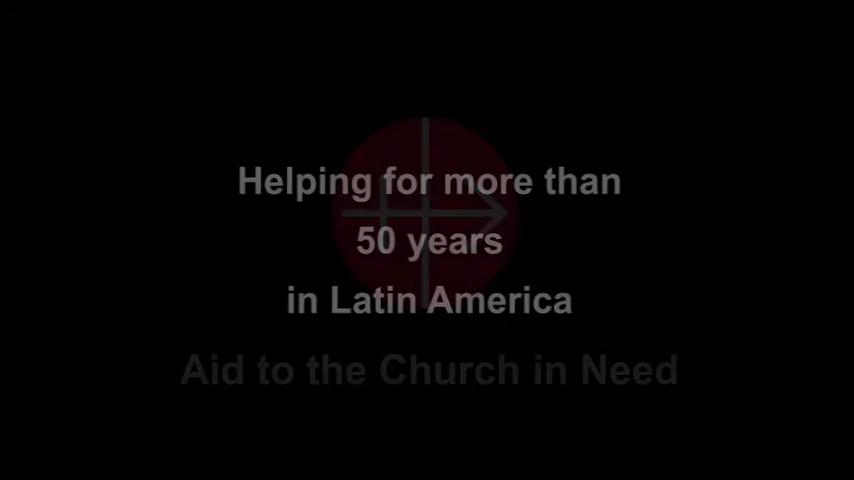 Helping for more than
50 years
in Latin America
Aid to the Church in Need